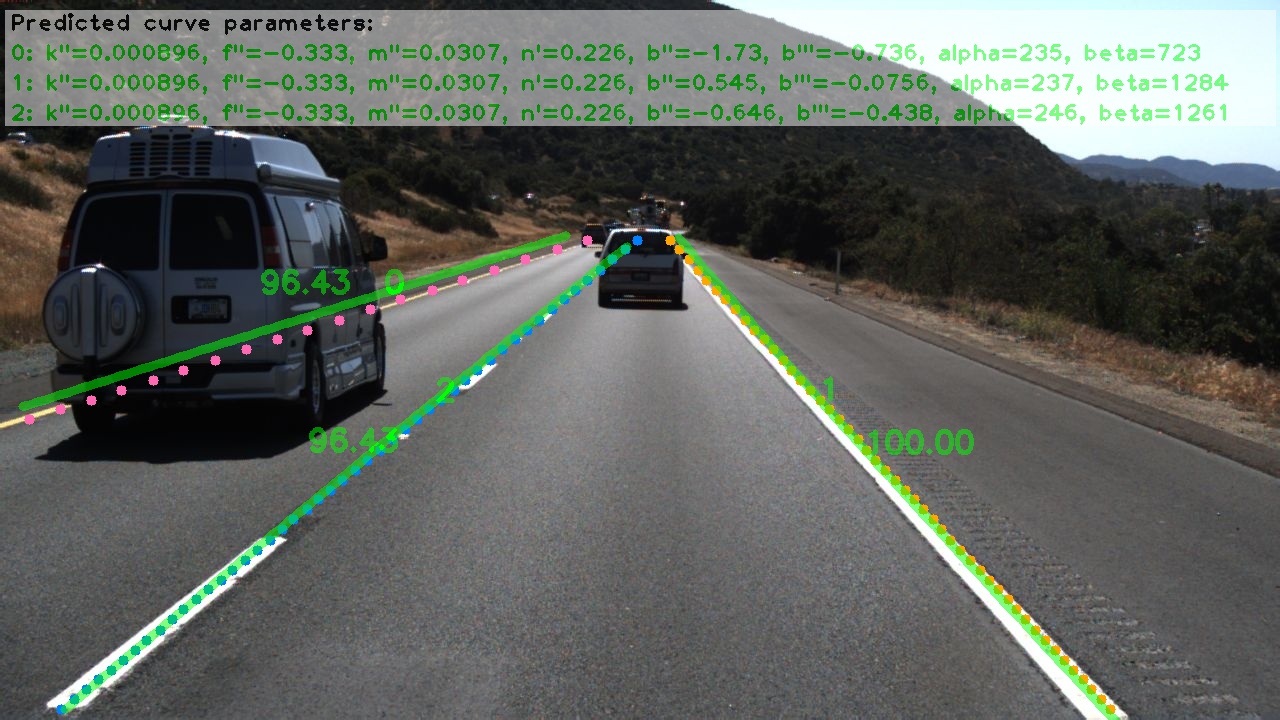 Predicted curve parameters:
0: k''=0.000896, f''=-0.333, m''=0.0307, n'=0.226, b''=-1.73, b'''=-0.736, alpha=235, beta=723
1: k''=0.000896, f''=-0.333, m''=0.0307, n'=0.226, b''=0.545, b'''=-0.0756, alpha=237, beta=1284
2: k''=0.000896, f''=-0.333, m''=0.0307, n'=0.226, b''=-0.646, b'''=-0.438, alpha=246, beta=1261
96.43 0
2 1
96.43 100.00